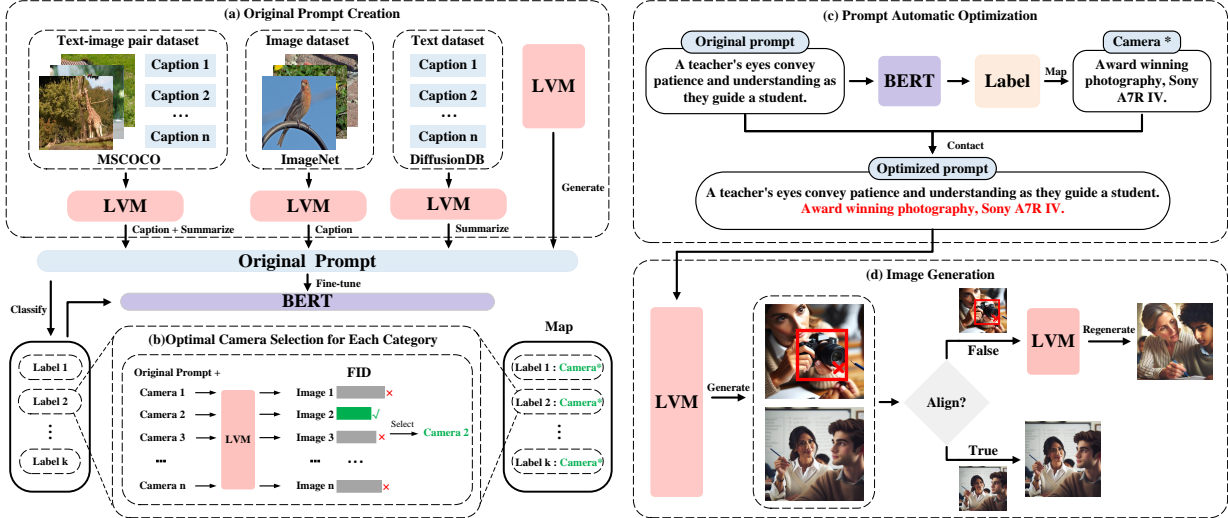 (a) Original Prompt Creation
Text-image pair dataset
Caption 1
Caption 2
...
Caption n
MSCOCO
Image dataset
ImageNet
Text dataset
Caption 1
Caption 2
...
Caption n
DiffusionDB
LVM
Generate
LVM
LVM
LVM
Caption + Summarize
Caption
Summarize
Original Prompt
Fine-tune
BERT
Classify
Label 1
Label 2
Label k
(b)Optimal Camera Selection for Each Category
Original Prompt +
FID
Camera 1
Image 1
Camera 2
Image 2
Camera 3
Image 3
...
...
...
Camera n
Image n
LVM
Select
Camera 2
Map
Label 1 : Camera*)
Label 2 : Camera*)
Label k : Camera*)
(c) Prompt Automatic Optimization
Original prompt
A teacher's eyes convey
patience and understanding as
they guide a student.
BERT
Label
Map
Camera *
Award winning
photography, Sony
A7R IV.
Contact
Optimized prompt
A teacher's eyes convey patience and understanding as they guide a student.
Award winning photography, Sony A7R IV.
(d) Image Generation
LVM
Generate
Align?
False
LVM
Regenerate
True